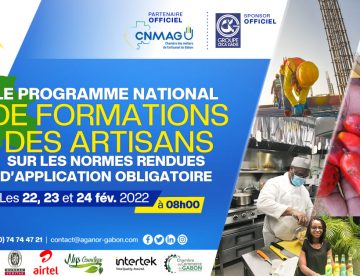 PARTENAIRE
OFFICIEL
SPONSOR
OFFICIEL
CNMAG
GROUPE
LE PROGRAMME NATIONAL
DE FORMATIONS
DES ARTISANS
SUR LES NORMES RENDUES
D'APPLICATION OBLIGATOIRE
Les 22, 23 et 24 fév. 2022
à 08h00
74 74 47 21 | contact@aganor-gabon.com
airtel
intertek
GABON